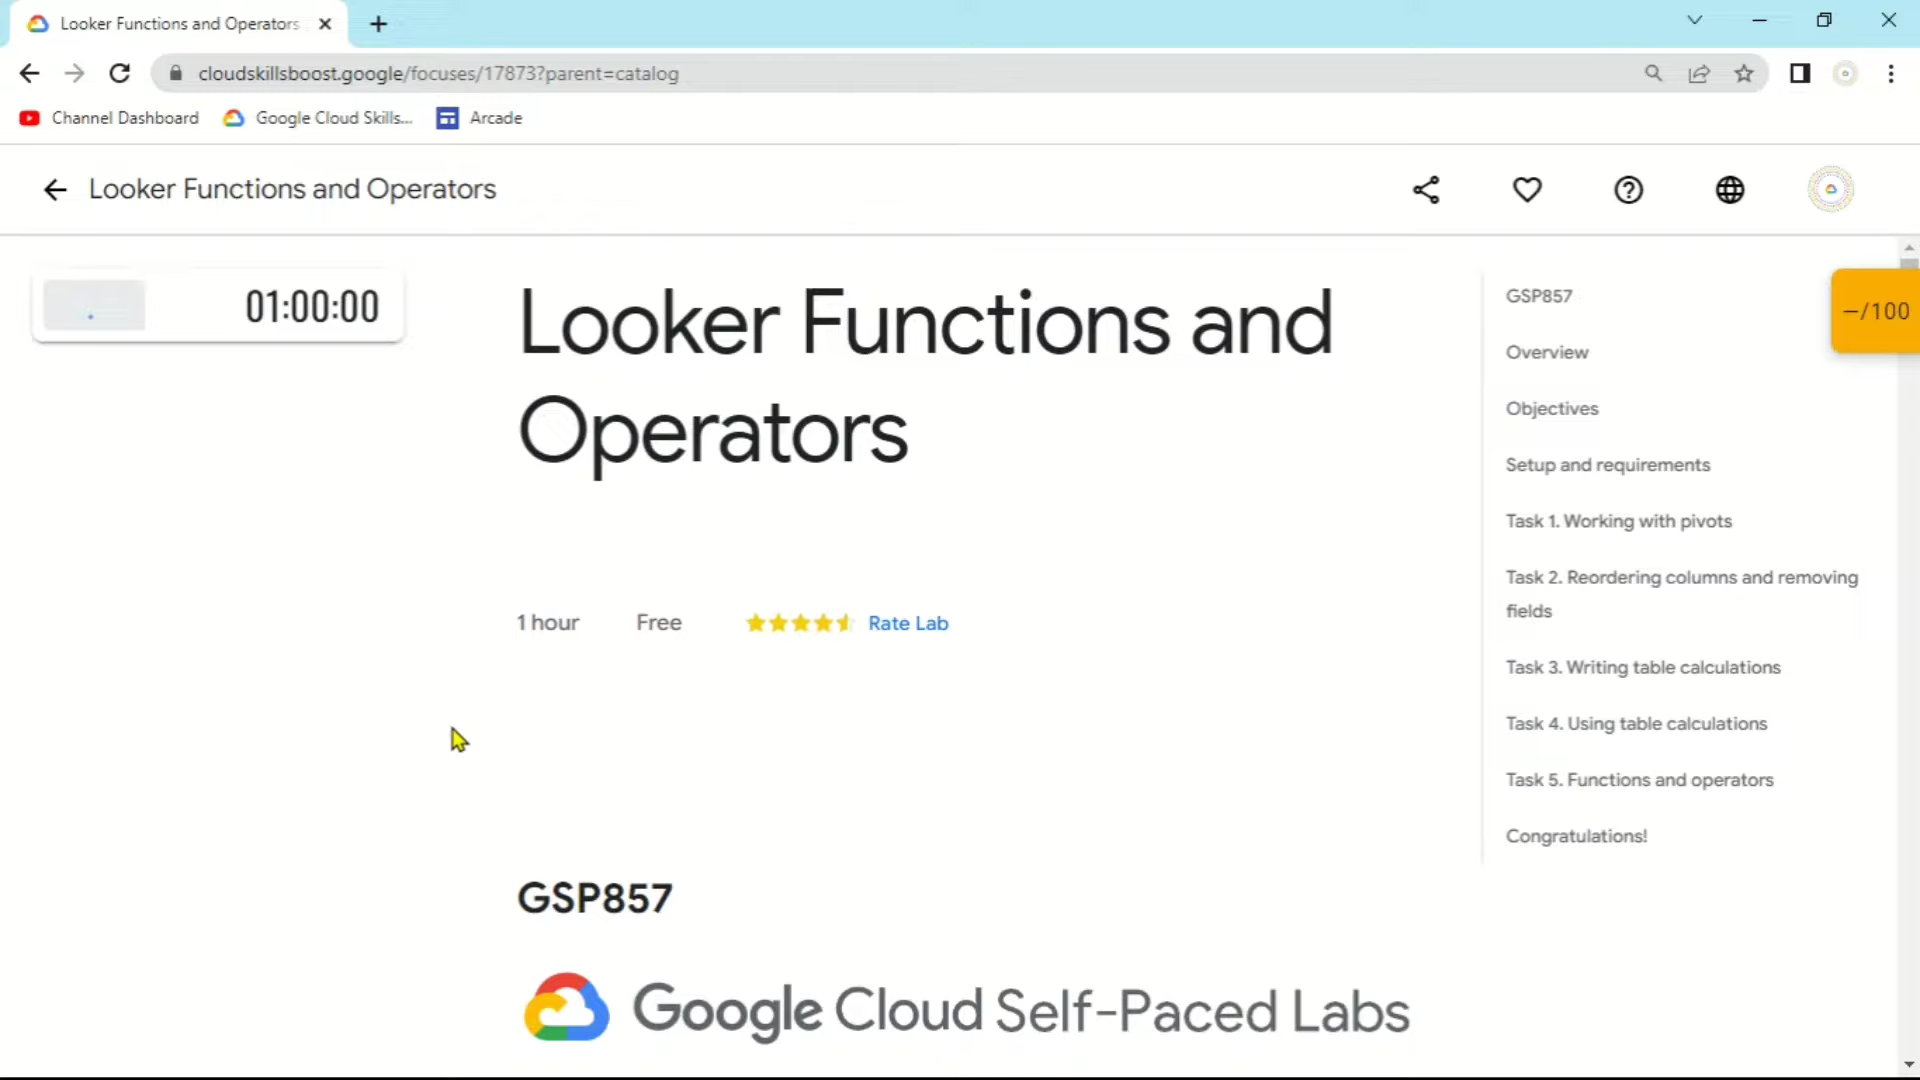 Looker Functions and Operators
cloudskillsboost.google/focuses/17873?parent=catalog
Channel Dashboard
Google Cloud Skills...
Arcade
Looker Functions and Operators
01:00:00
Looker Functions and
Operators
1 hour
Free
Rate Lab
GSP857
Google Cloud Self-Paced Labs
GSP857
Overview
Objectives
Setup and requirements
Task 1. Working with pivots
Task 2. Reordering columns and removing
fields
Task 3. Writing table calculations
Task 4. Using table calculations
Task 5. Functions and operators
Congratulations!
–/100